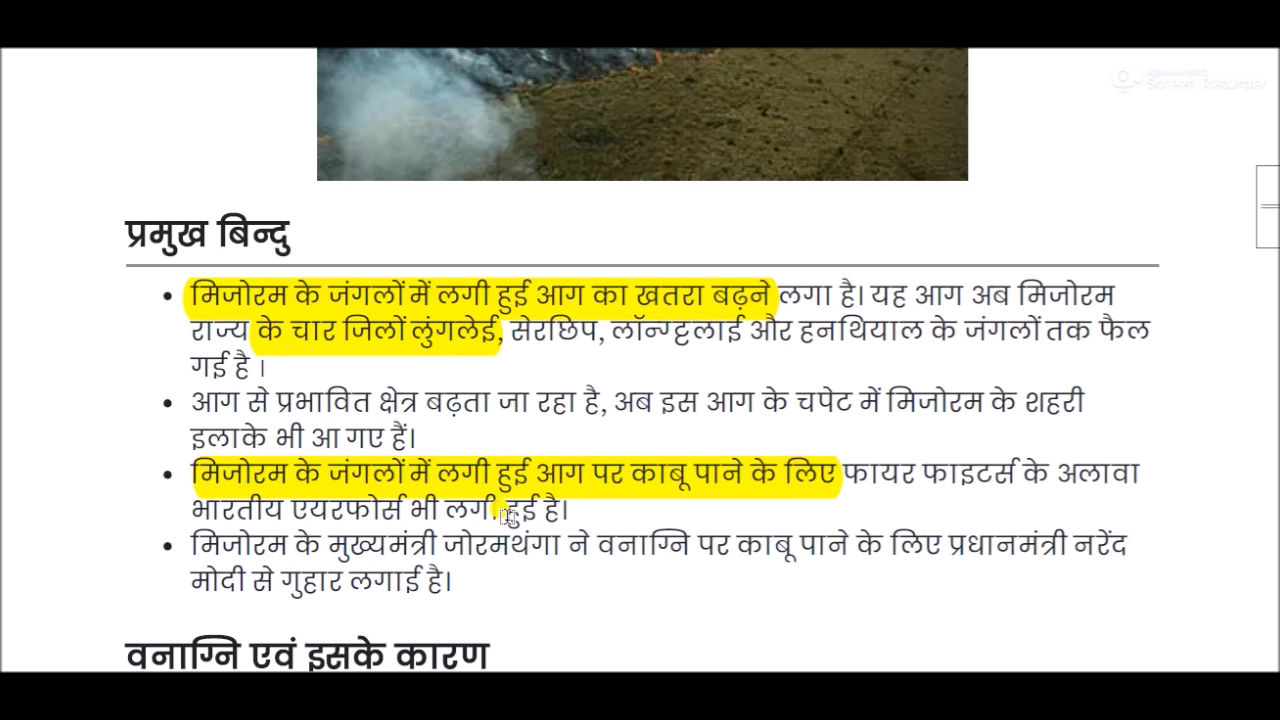 Screen Recorder
प्रमुख बिन्दु
मिजोरम के जंगलों में लगी हुई आग का खतरा बढ़ने लगा है। यह आग अब मिजोरम
राज्य के चार जिलों लुंगलेई, सेरछिप, लॉन्ग्ट्लाई और हनथियाल के जंगलों तक फैल
गई है ।
आग से प्रभावित क्षेत्र बढ़ता जा रहा है, अब इस आग के चपेट में मिजोरम के शहरी
इलाके भी आ गए हैं।
मिजोरम के जंगलों में लगी हुई आग पर काबू पाने के लिए फायर फाइटर्स के अलावा
भारतीय एयरफोर्स भी लगी हुई है।
मिजोरम के मुख्यमंत्री जोरमथंगा ने वनाग्नि पर काबू पाने के लिए प्रधानमंत्री नरेंद
मोदी से गुहार लगाई है।
वनाग्नि एवं इसके कारण